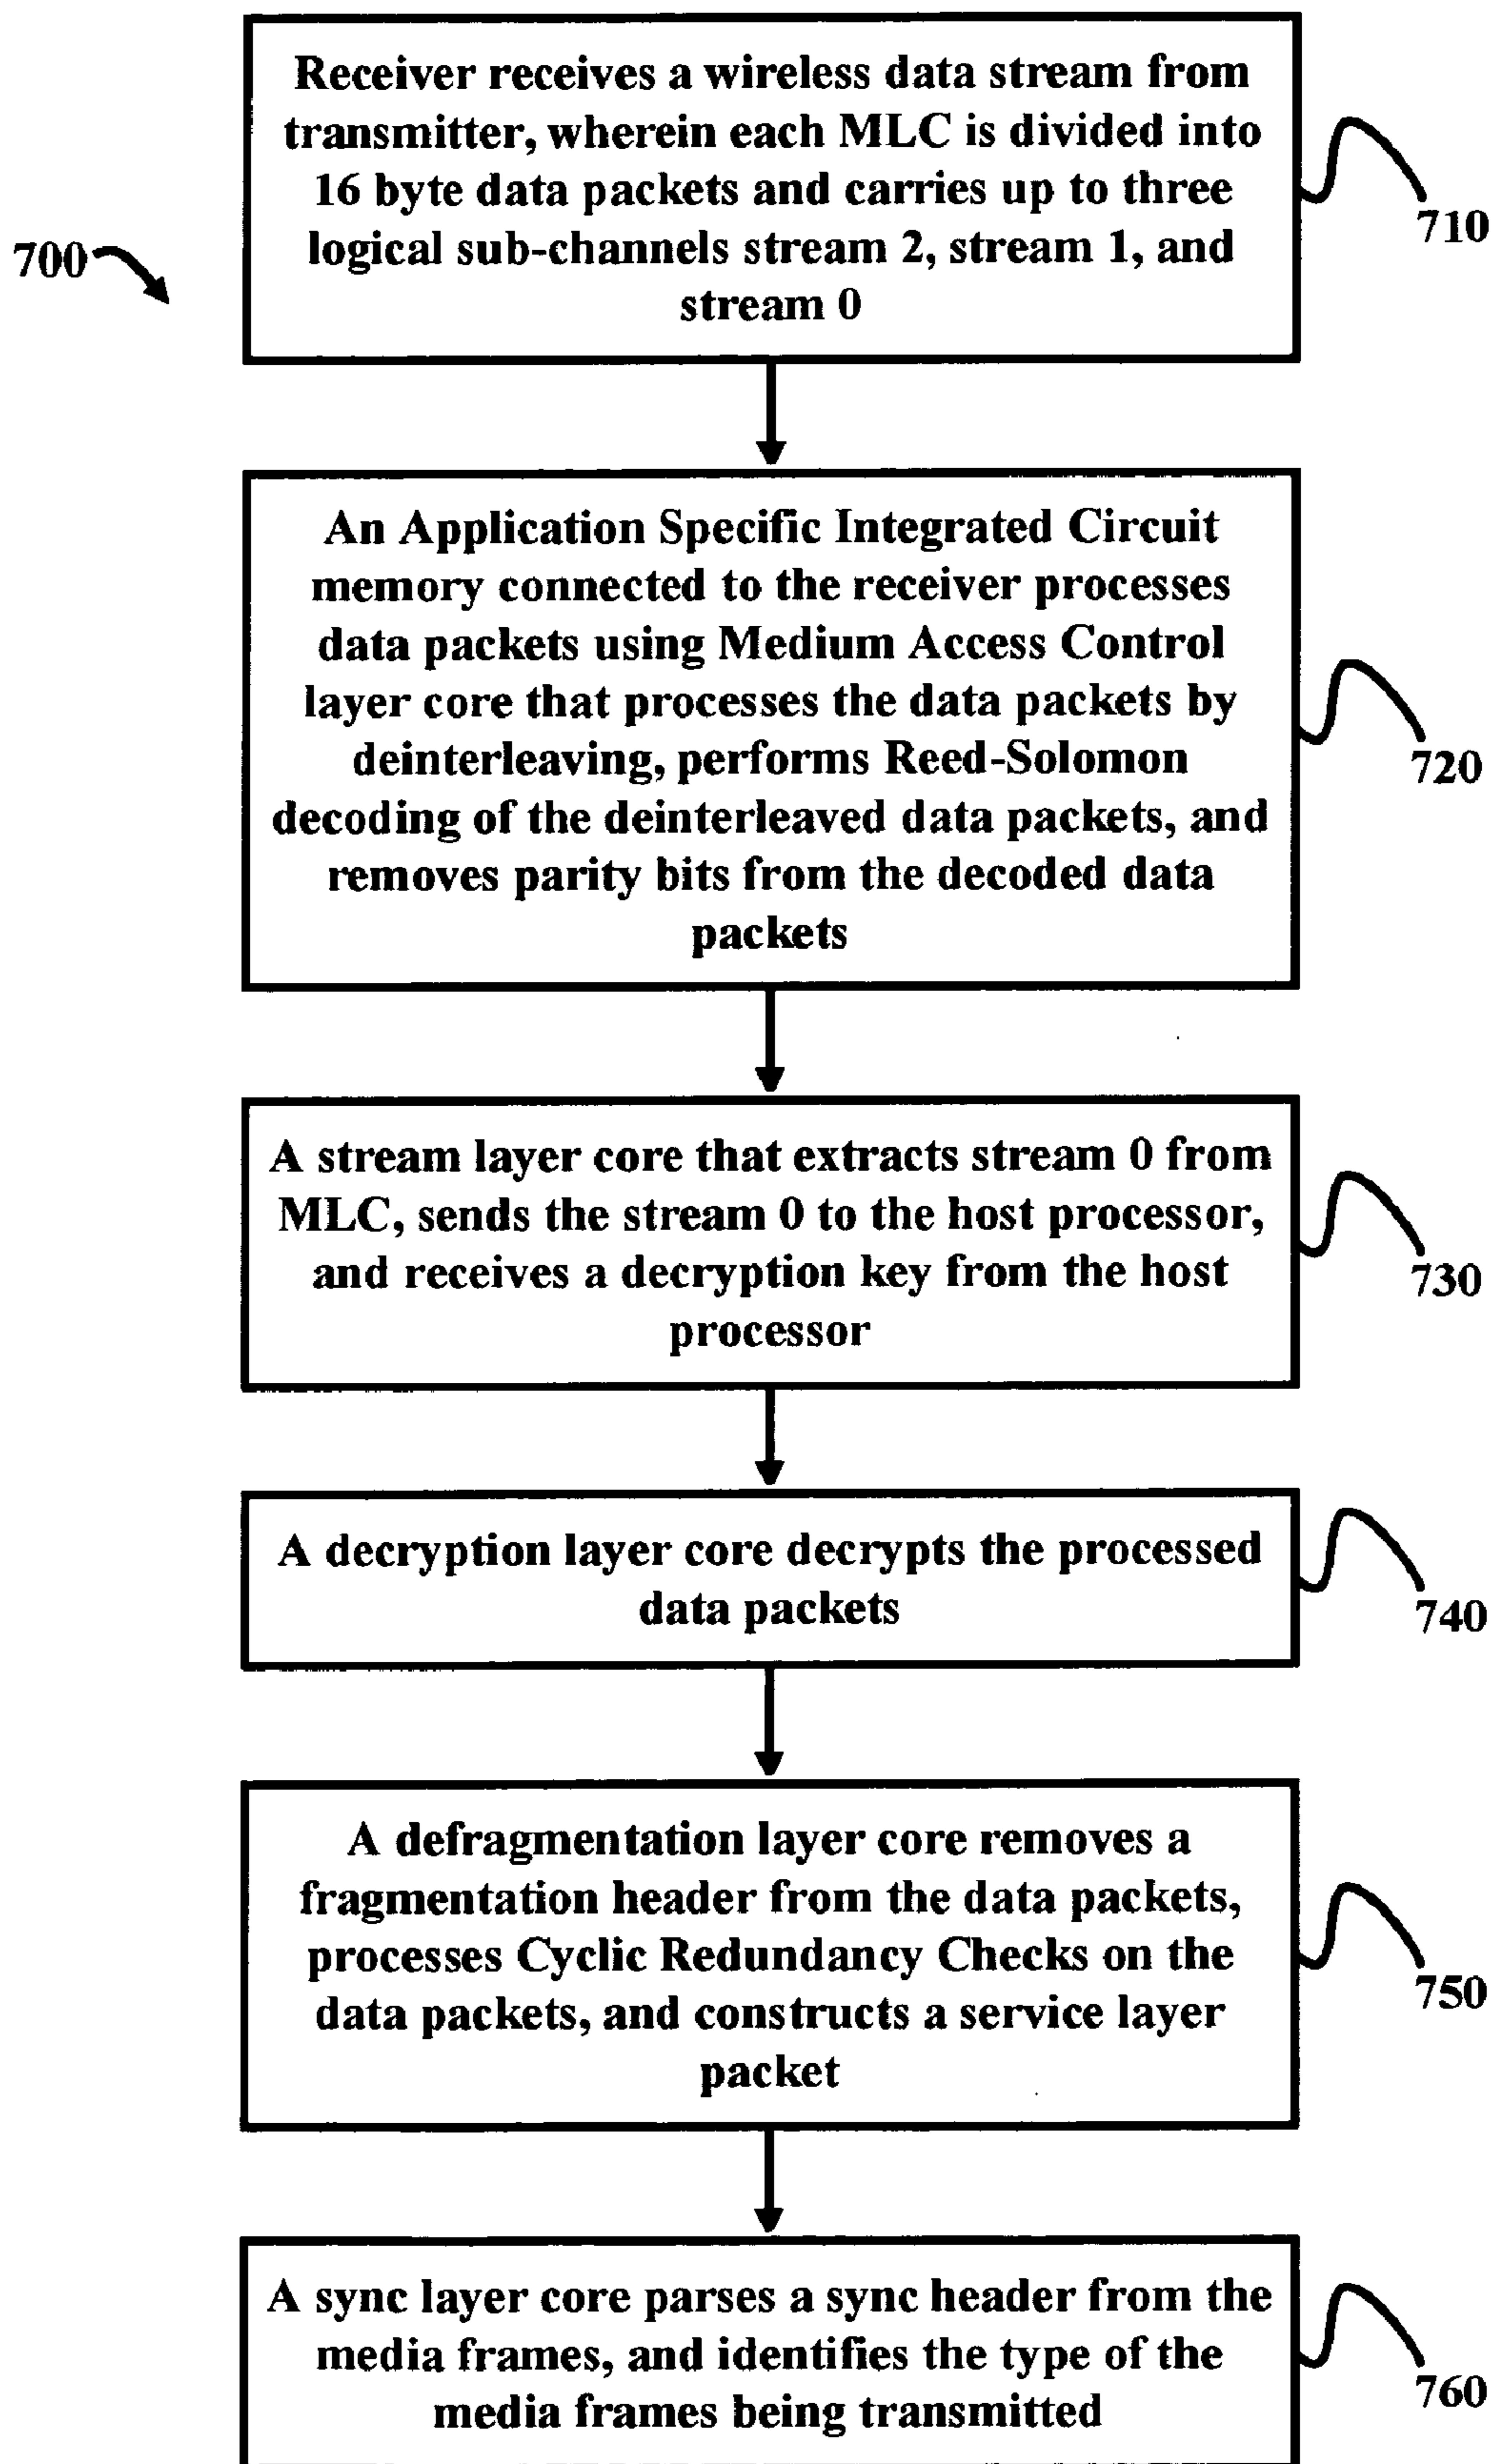 Receiver receives a wireless data stream from
transmitter, wherein each MLC is divided into
16 byte data packets and carries up to three
logical sub-channels stream 2, stream 1, and
stream 0
710
700
An Application Specific Integrated Circuit
memory connected to the receiver processes
data packets using Medium Access Control
layer core that processes the data packets by
deinterleaving, performs Reed-Solomon
decoding of the deinterleaved data packets, and
removes parity bits from the decoded data
packets
720
A stream layer core that extracts stream 0 from
MLC, sends the stream 0 to the host processor,
and receives a decryption key from the host
processor
730
A decryption layer core decrypts the processed
data packets
740
A defragmentation layer core removes a
fragmentation header from the data packets,
processes Cyclic Redundancy Checks on the
data packets, and constructs a service layer
packet
750
A sync layer core parses a sync header from the
media frames, and identifies the type of the
media frames being transmitted
760